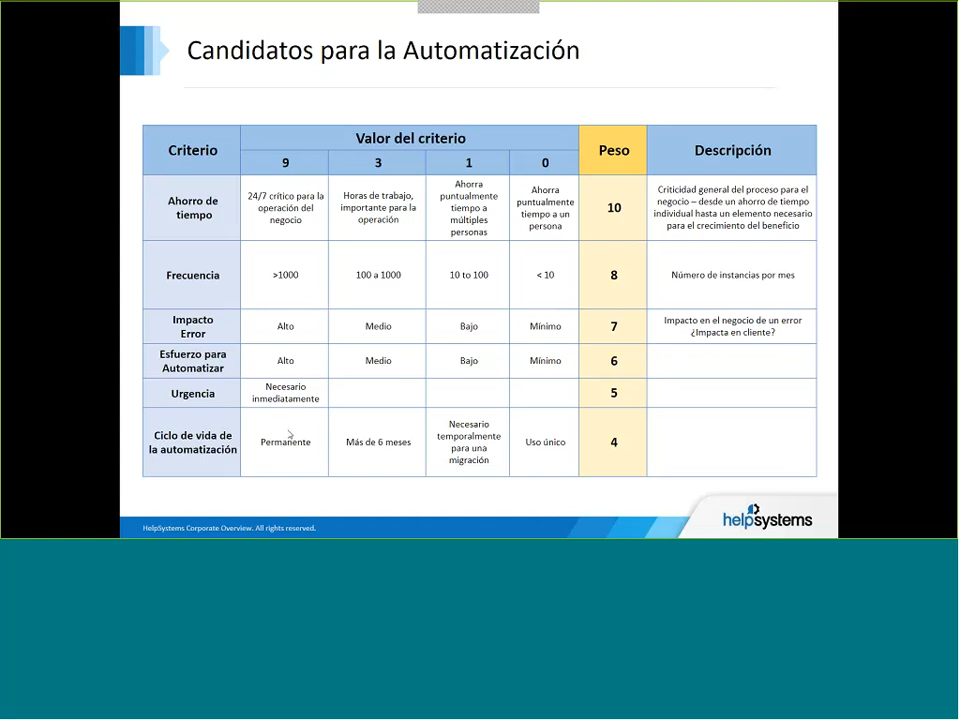 Candidatos para la Automatización
Criterio
Valor del criterio
Peso
Descripción
9
3
1
0
Ahorro de
tiempo
24/7 crítico para la
operación del
negocio
Horas de trabajo,
importante para la
operación
Ahorra
puntualmente
tiempo a
múltiples
personas
Ahorra
puntualmente
tiempo a un
persona
10
Criticidad general del proceso para el
negocio – desde un ahorro de tiempo
individual hasta un elemento necesario
para el crecimiento del beneficio
Frecuencia
>1000
100 a 1000
10 to 100
< 10
8
Número de instancias por mes
Impacto
Error
Alto
Medio
Bajo
Mínimo
7
Impacto en el negocio de un error
¿Impacta en cliente?
Esfuerzo para
Automatizar
Alto
Medio
Bajo
Mínimo
6
Urgencia
Necesario
inmediatamente
5
Ciclo de vida de
la automatización
Permanente
Más de 6 meses
Necesario
temporalmente
para una
migración
Uso único
4
HelpSystems Corporate Overview. All rights reserved.
helpsystems